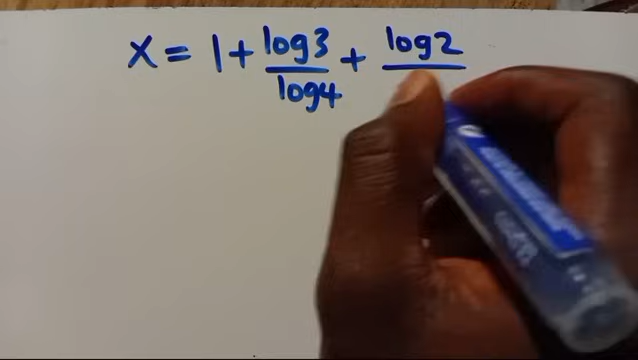 x = 1 + log3/log4 + log2/